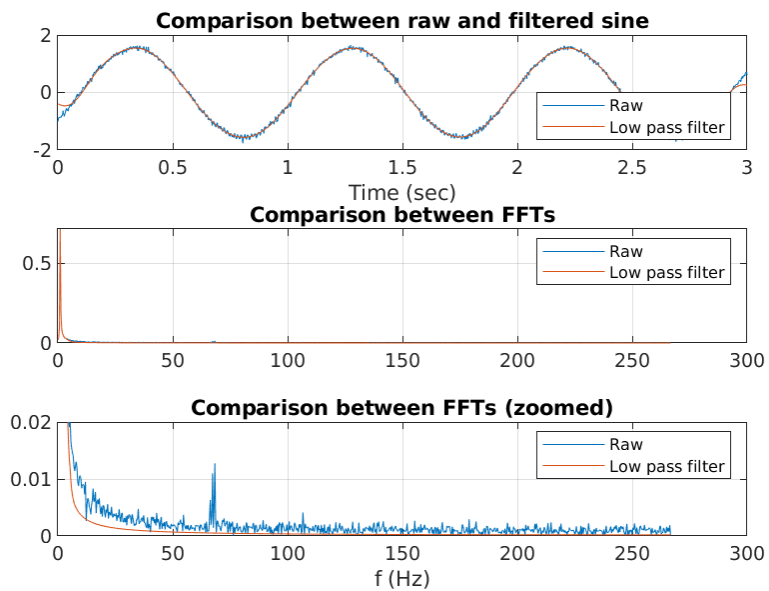 Comparison between raw and filtered sine
2
0
-2
Raw
Low pass filter
0 0.5 1 1.5 2 2.5 3
Time (sec)
Comparison between FFTs
0.5
0
Raw
Low pass filter
0 50 100 150 200 250 300
Comparison between FFTs (zoomed)
0.02
0.01
0
Raw
Low pass filter
0 50 100 150 200 250 300
f (Hz)